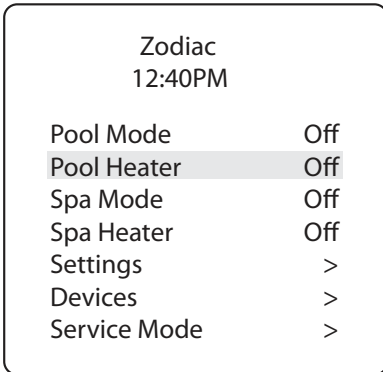 Zodiac
12:40PM
Pool Mode Off
Pool Heater Off
Spa Mode Off
Spa Heater Off
Settings >
Devices >
Service Mode >